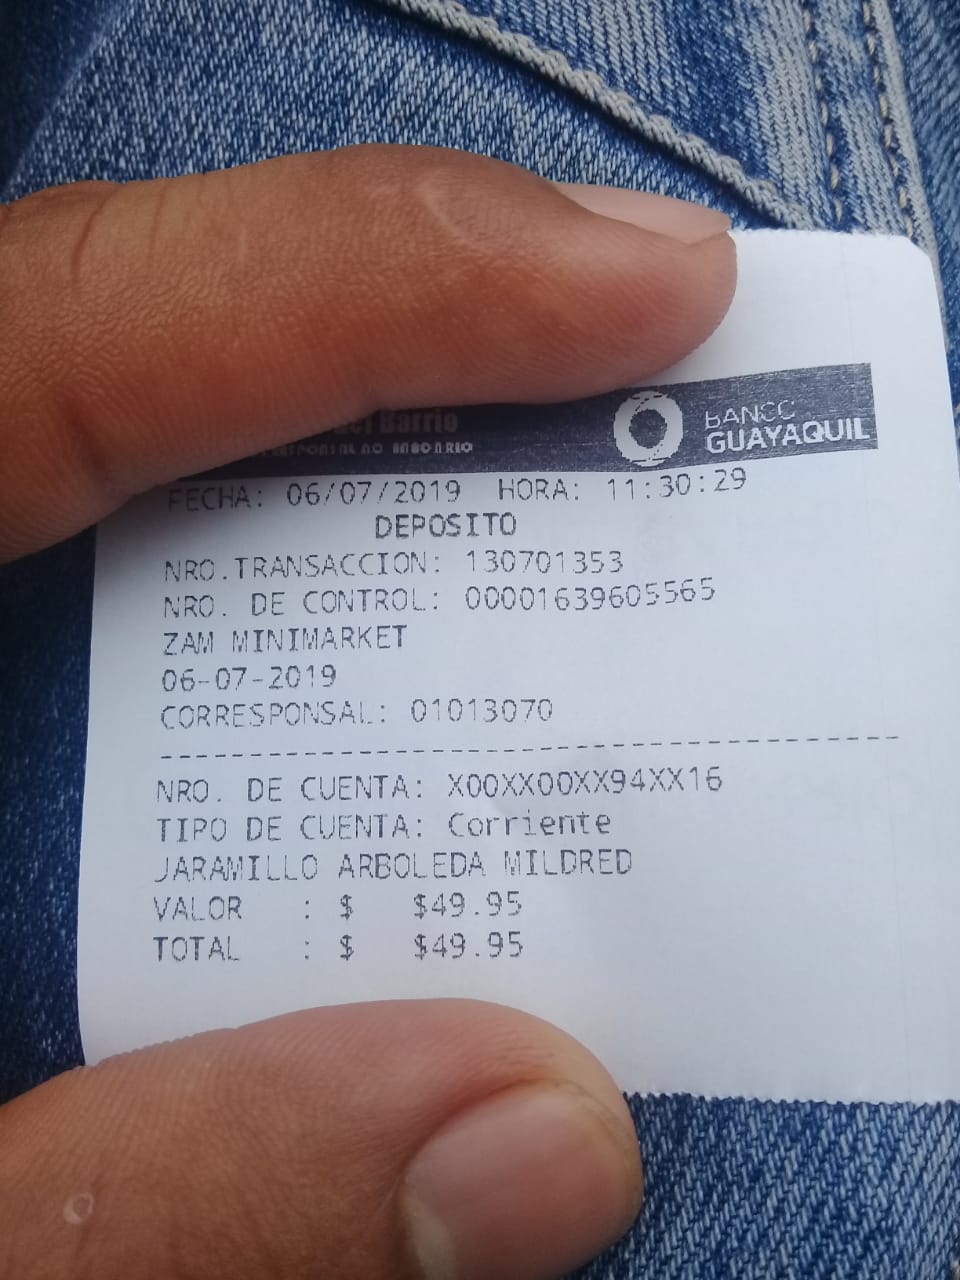 del Barrio
BANCO
GUAYAQUIL
FECHA: 06/07/2019 HORA: 11:30:29
DEPOSITO
NRO.TRANSACCION: 130701353
NRO. DE CONTROL: 00001639605565
ZAM MINIMARKET
06-07-2019
CORRESPONSAL: 01013070
NRO. DE CUENTA: X00XX00XX94XX16
TIPO DE CUENTA: Corriente
JARAMILLO ARBOLEDA MILDRED
VALOR : $ $49.95
TOTAL : $ $49.95